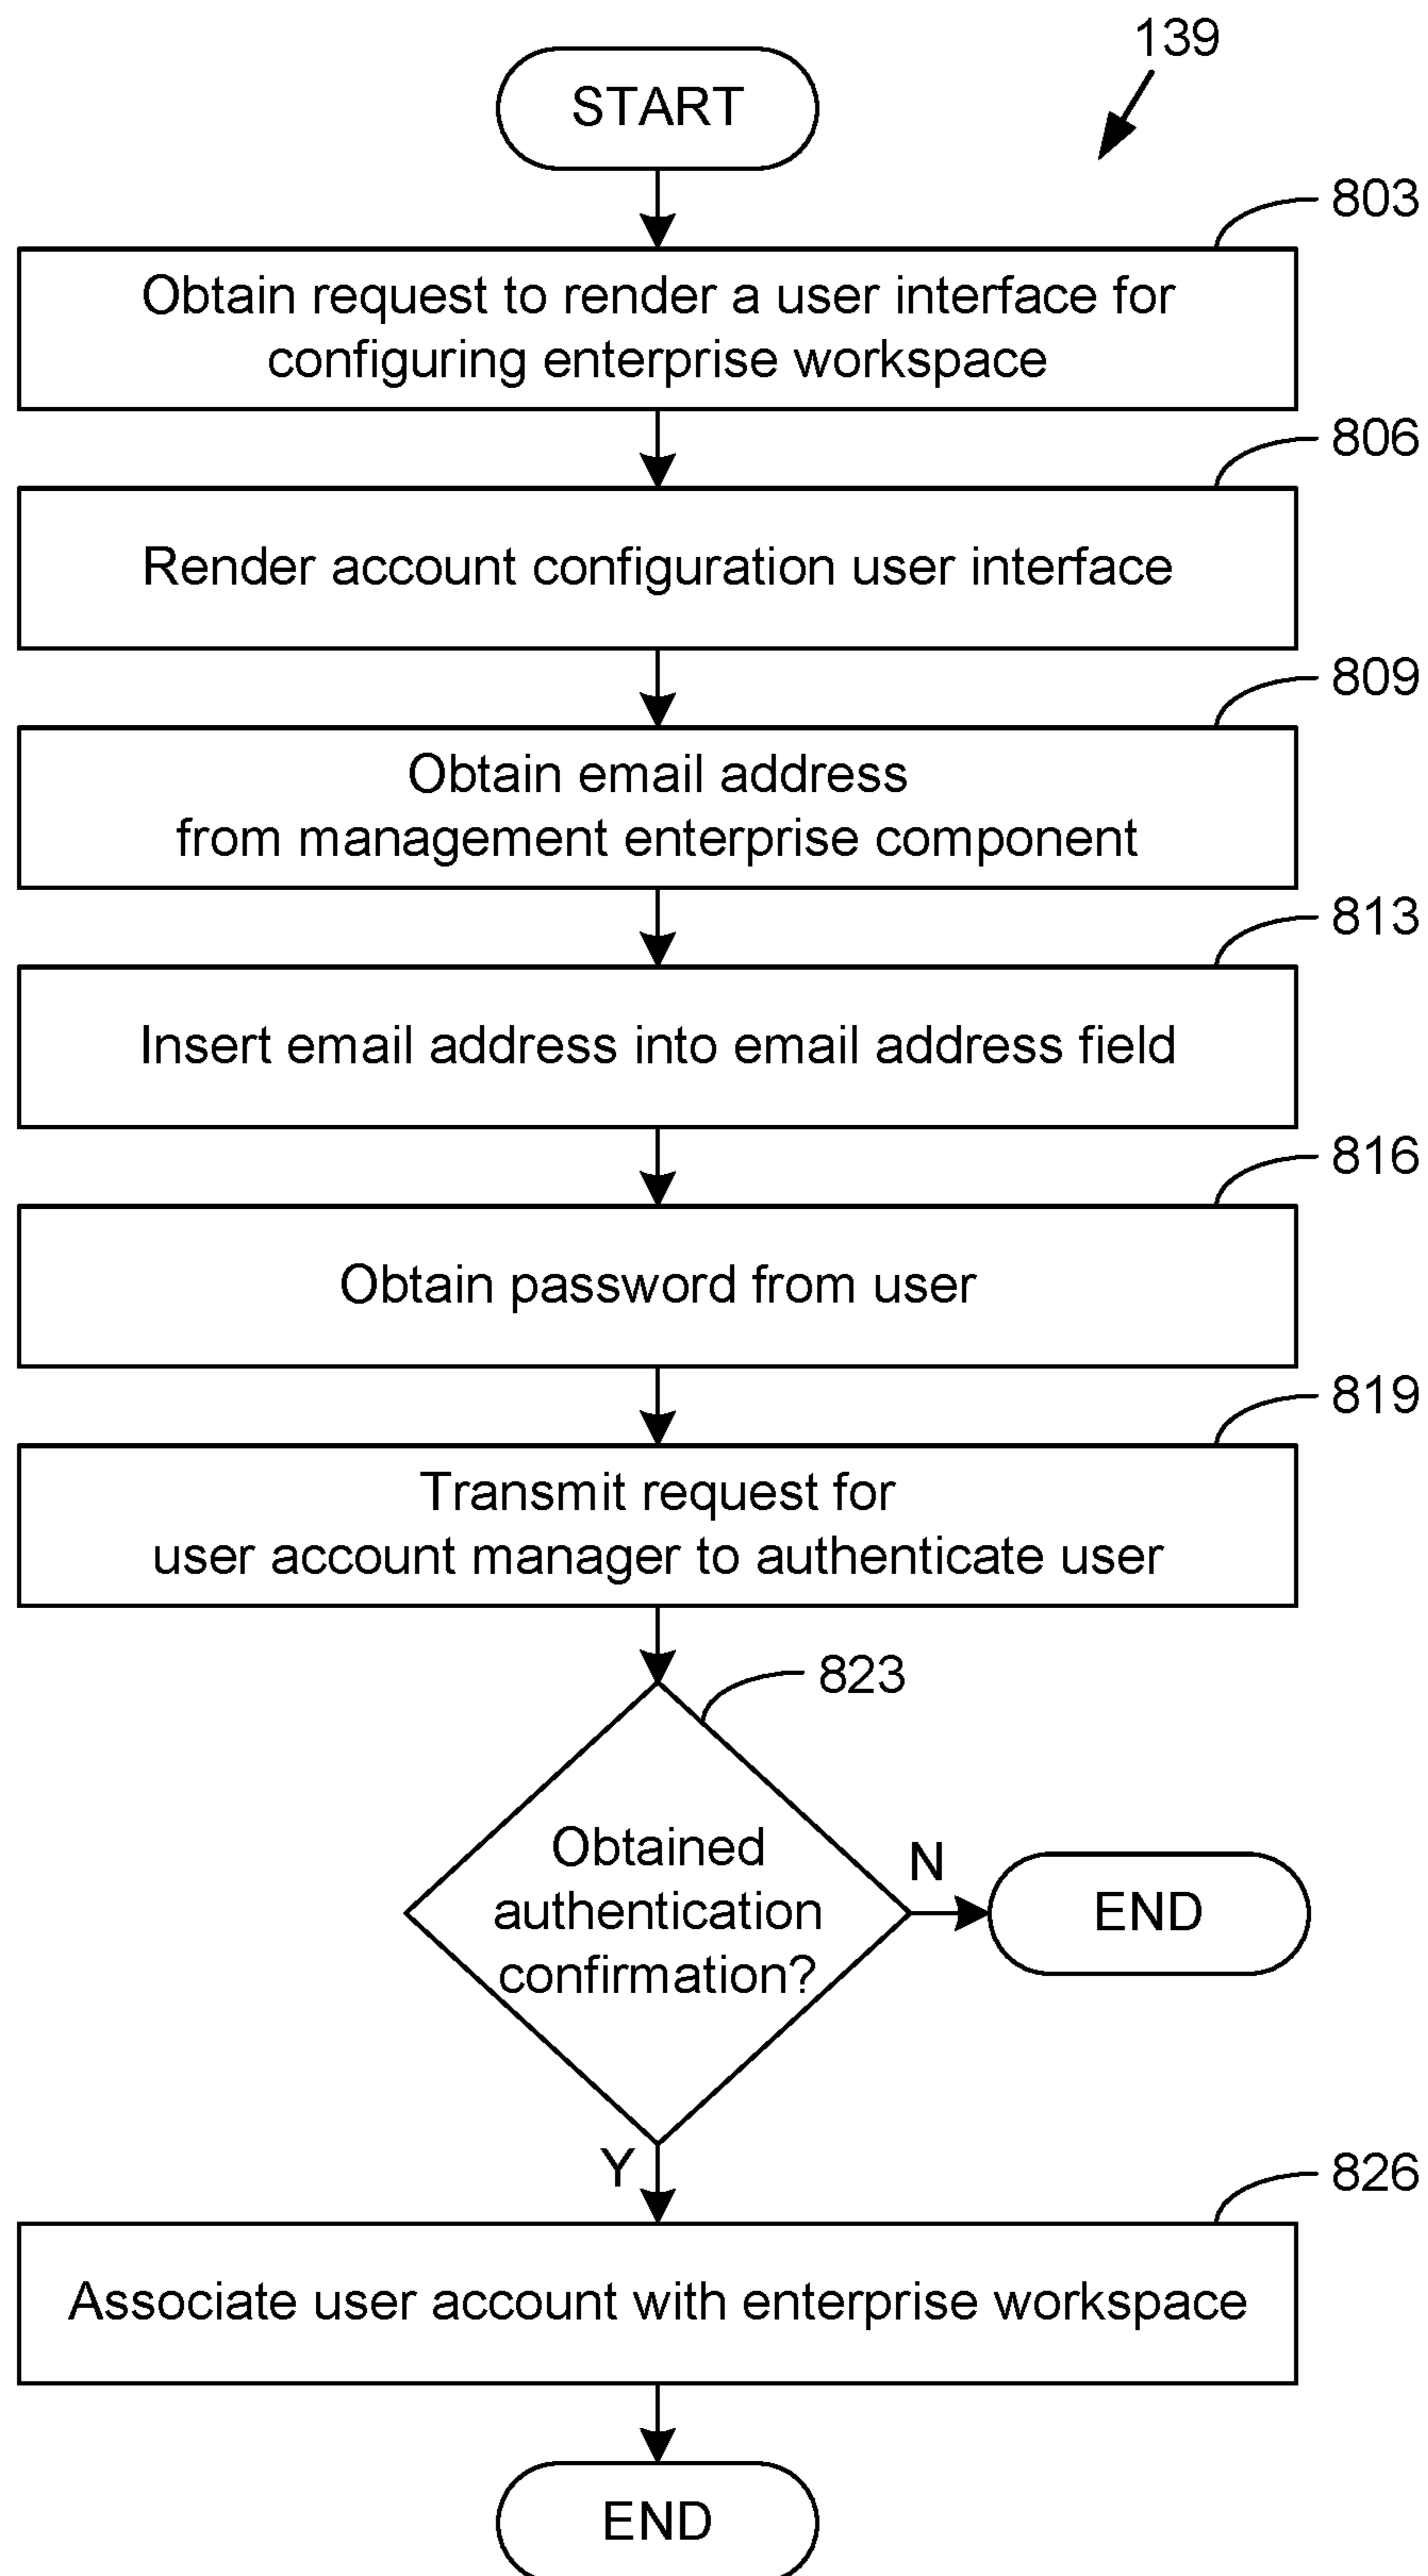 139
START
803
Obtain request to render a user interface for
configuring enterprise workspace
806
Render account configuration user interface
809
Obtain email address
from management enterprise component
813
Insert email address into email address field
816
Obtain password from user
819
Transmit request for
user account manager to authenticate user
823
Obtained
authentication
confirmation?
N
END
Y
826
Associate user account with enterprise workspace
END